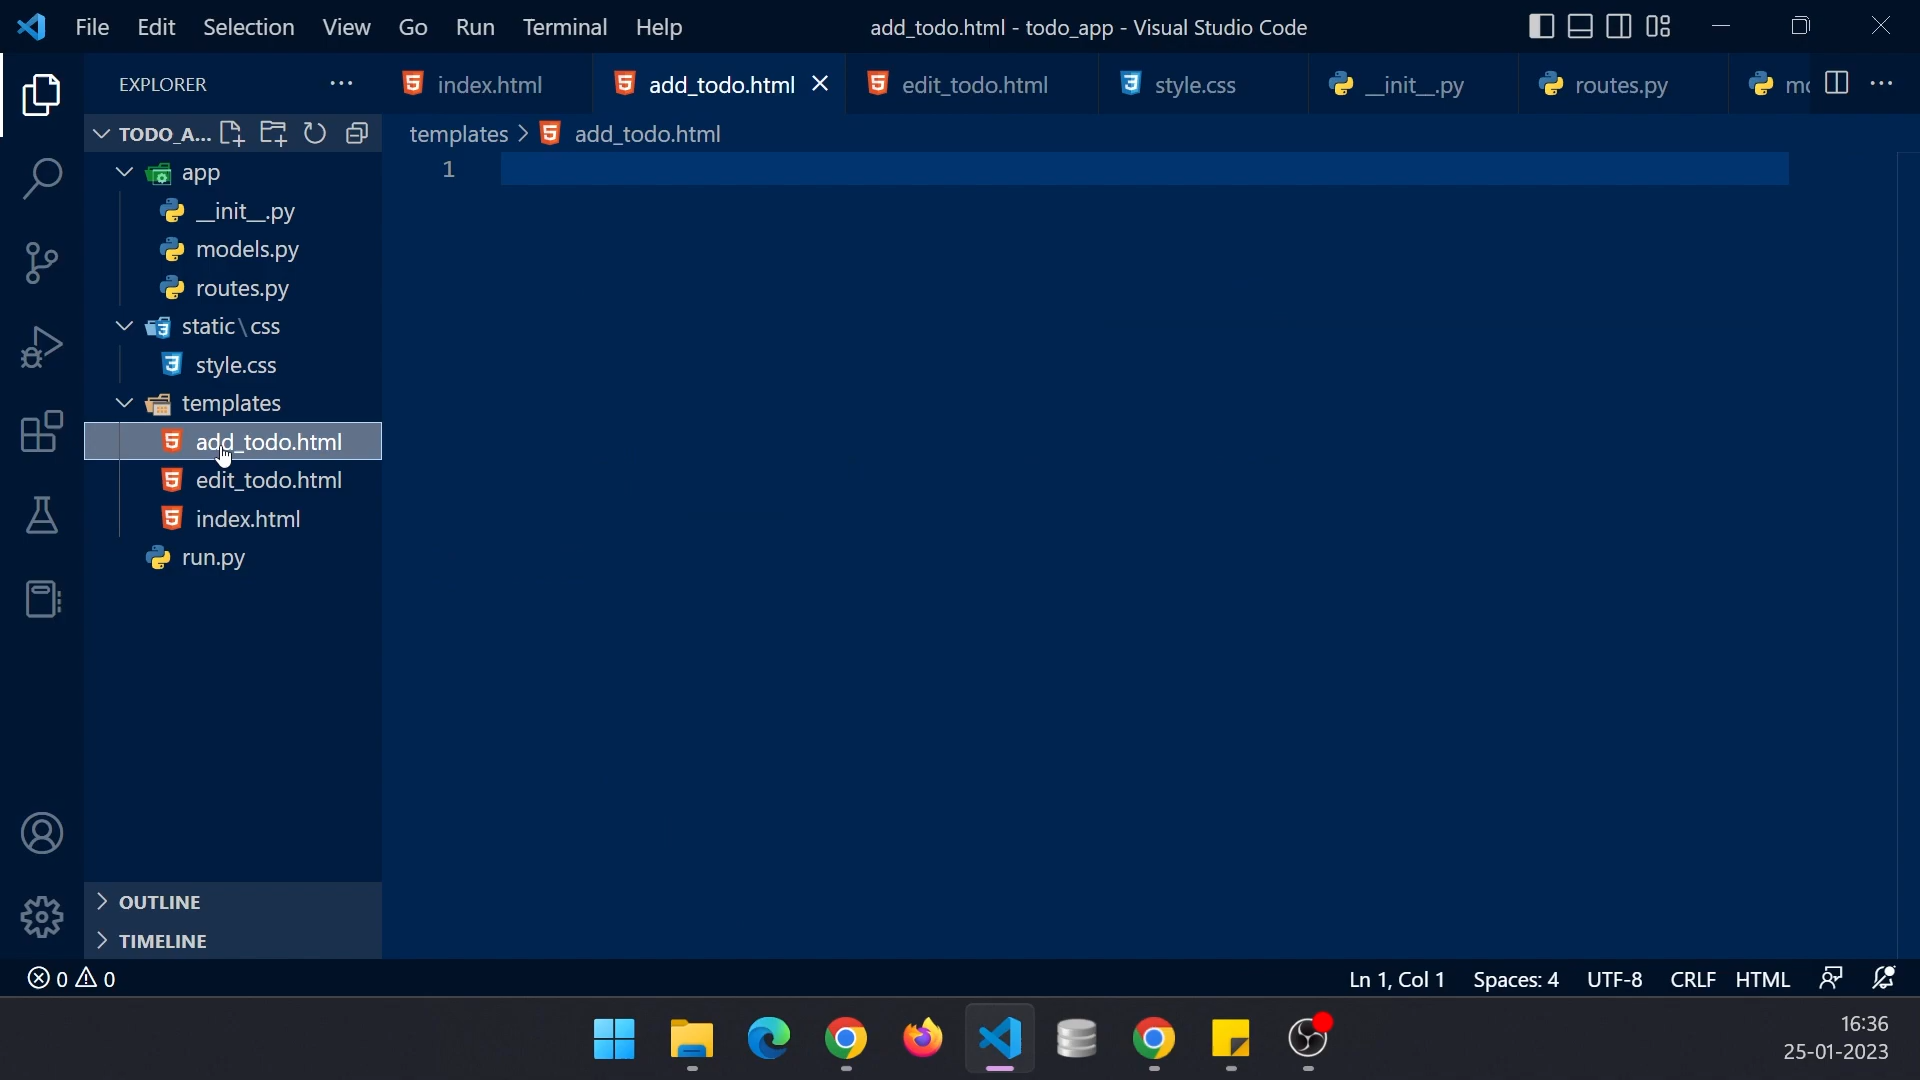 File Edit Selection View Go Run Terminal Help
add_todo.html - todo_app - Visual Studio Code
EXPLORER
index.html
add_todo.html
edit_todo.html
style.css
__init__.py
routes.py
mo
TODO_A...
templates > add_todo.html
1
app
__init__.py
models.py
routes.py
static\css
style.css
templates
add_todo.html
edit_todo.html
index.html
run.py
OUTLINE
TIMELINE
0 0
Ln 1, Col 1 Spaces: 4 UTF-8 CRLF HTML
16:36
25-01-2023